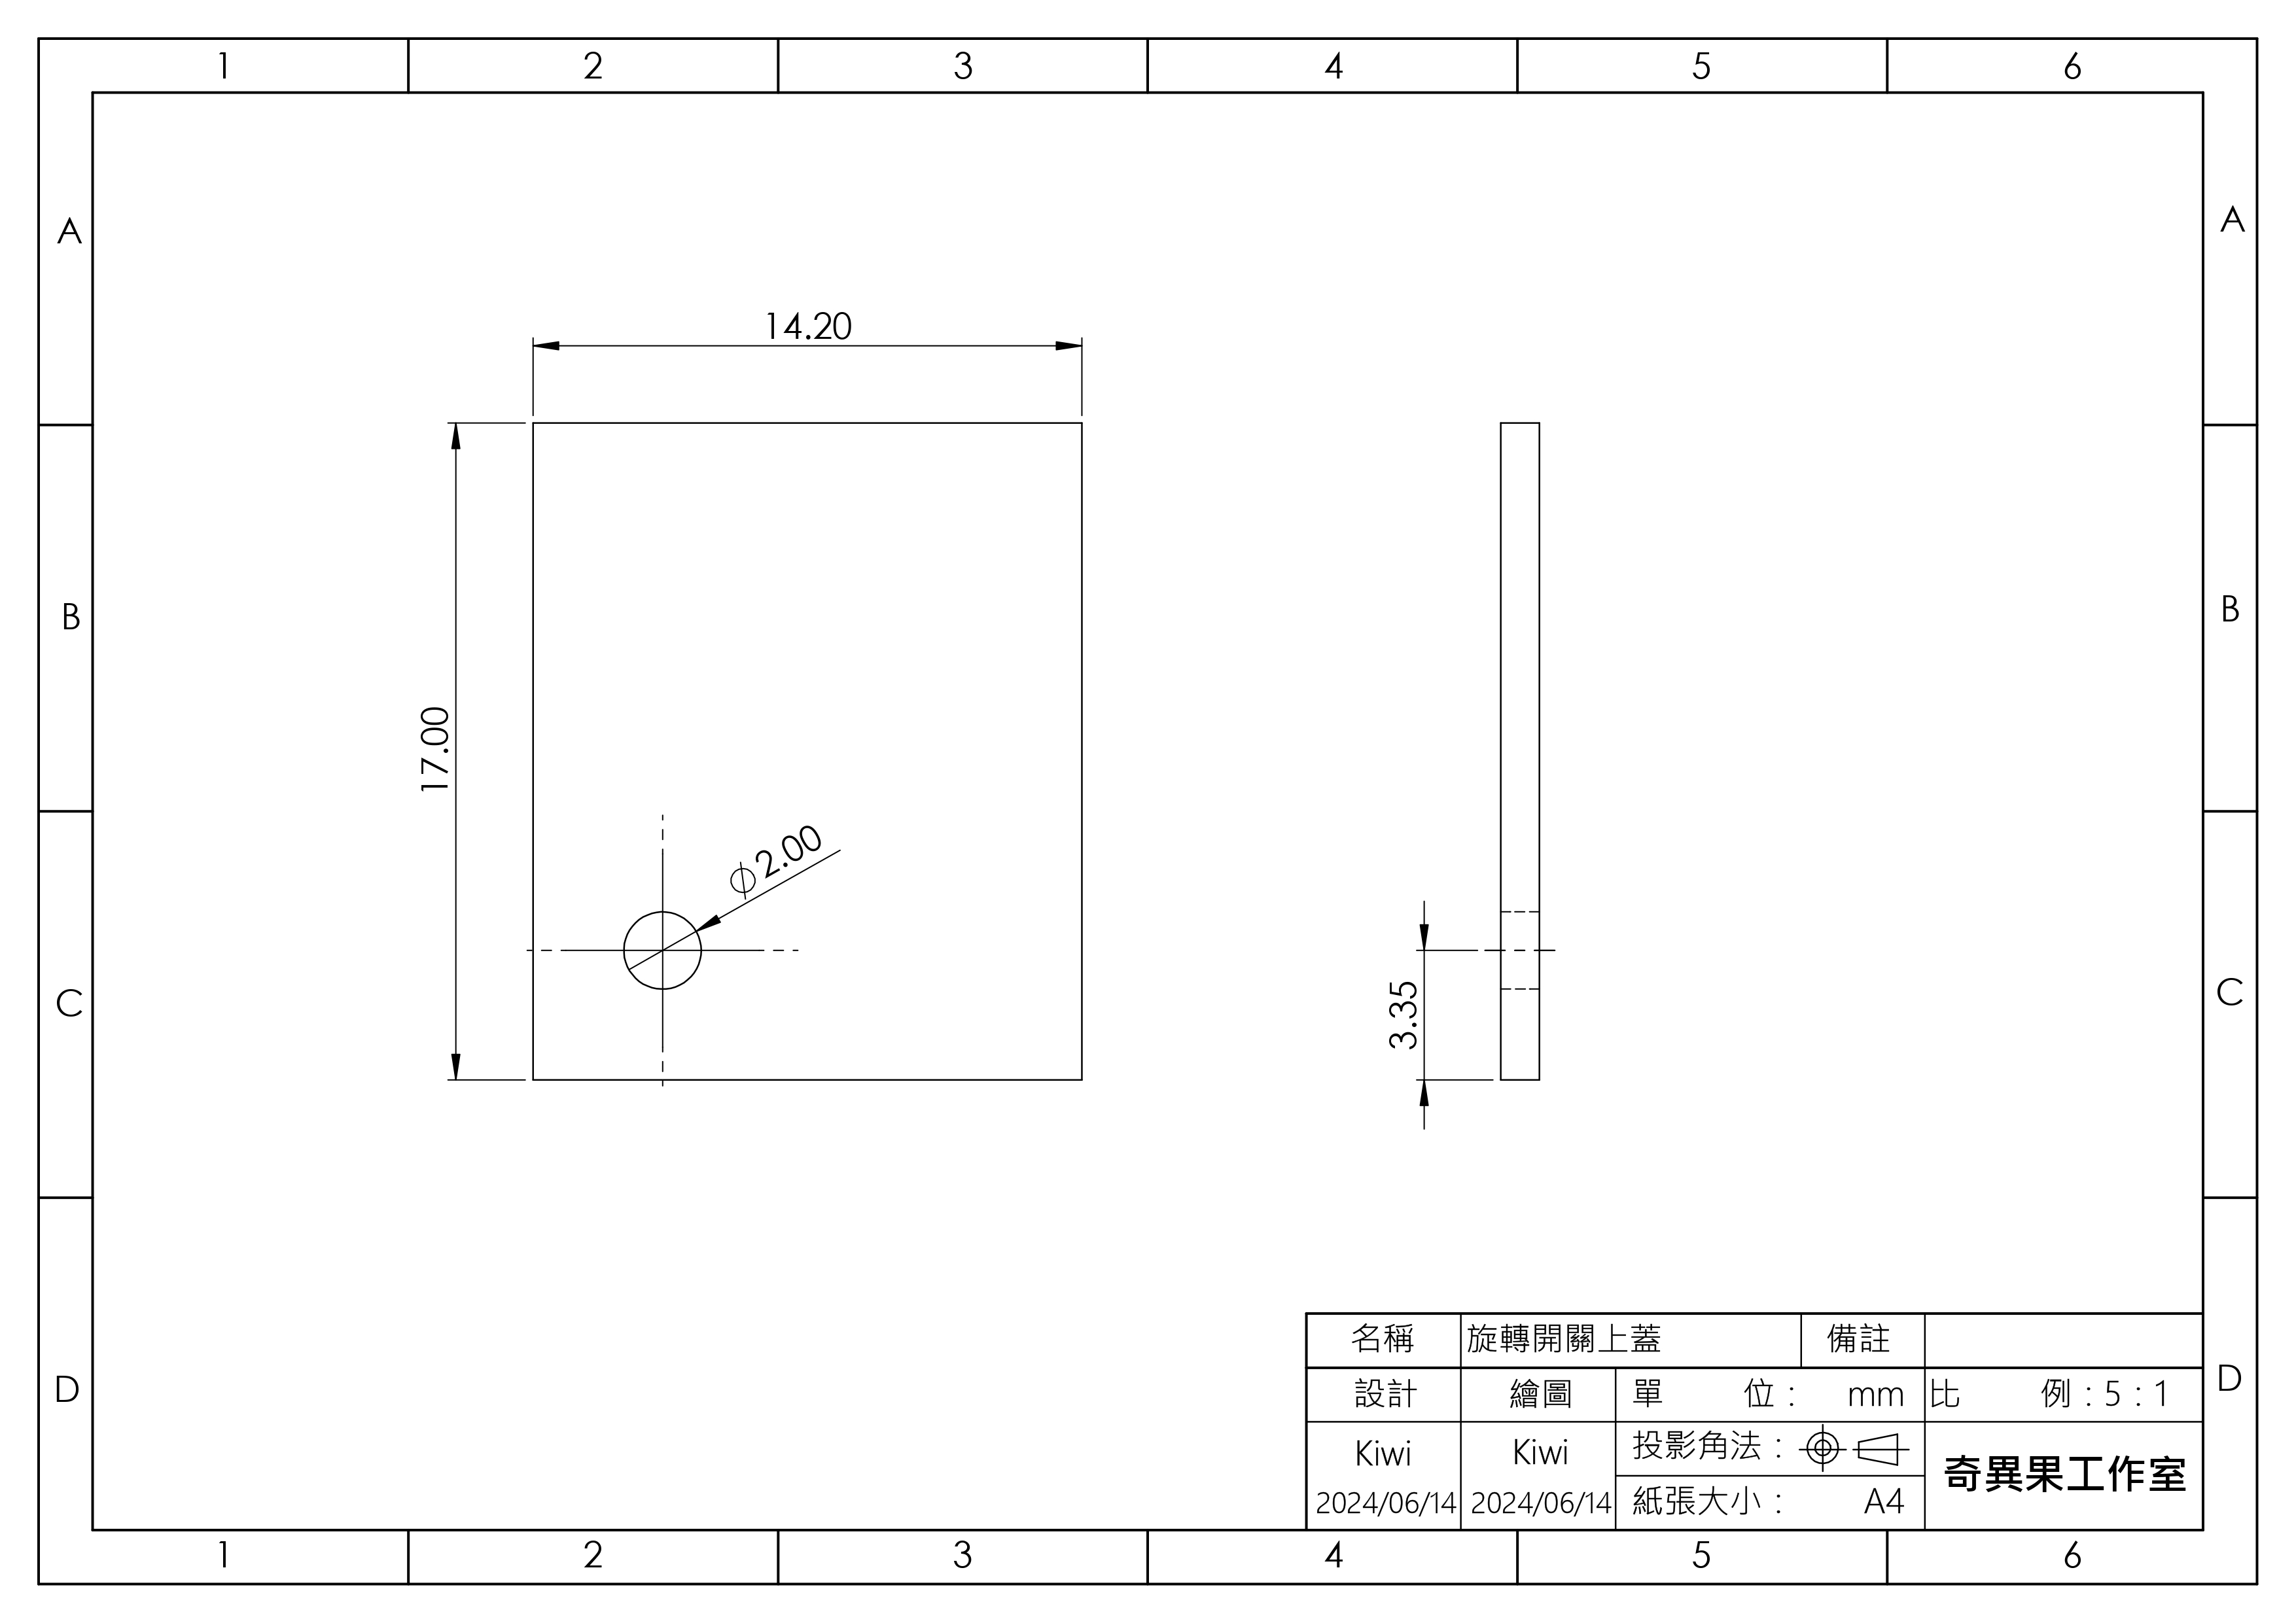 1 2 3 4 5 6
A A
14.20
B B
17.00
⌀2.00
C C
3.35
名稱 旋轉開關上蓋 備註
D D
設計 繪圖 單 位： mm 比 例：5：1
Kiwi Kiwi 投影角法：
奇異果工作室
2024/06/14 2024/06/14 紙張大小： A4
1 2 3 4 5 6